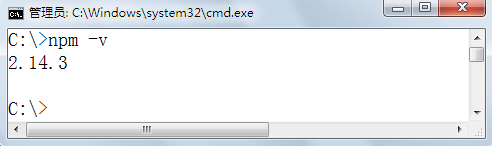 管理员: C:\Windows\system32\cmd.exe
C:\>npm -v
2.14.3
C:\>